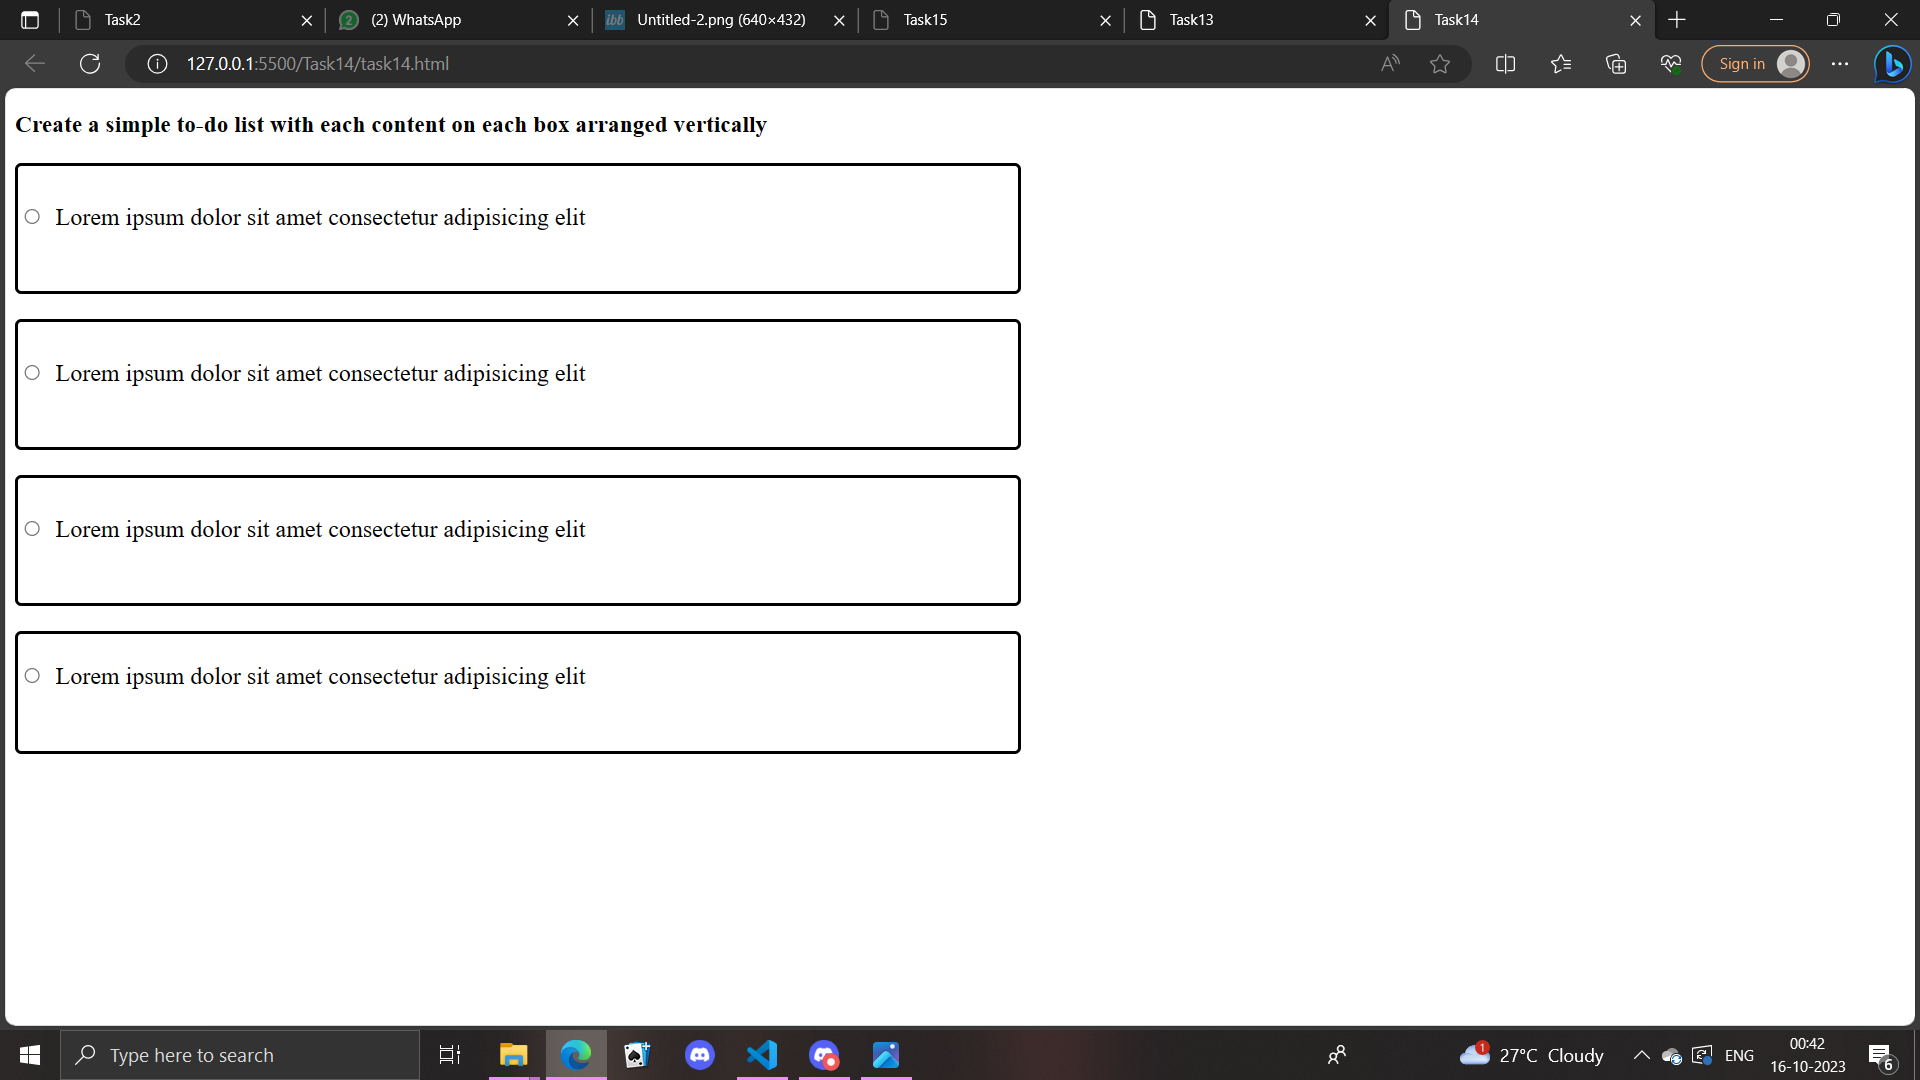 Task2
2
(2) WhatsApp
ibb
Untitled-2.png (640×432)
Task15
Task13
Task14
127.0.0.1:5500/Task14/task14.html
Sign in
Create a simple to-do list with each content on each box arranged vertically
Lorem ipsum dolor sit amet consectetur adipisicing elit
Lorem ipsum dolor sit amet consectetur adipisicing elit
Lorem ipsum dolor sit amet consectetur adipisicing elit
Lorem ipsum dolor sit amet consectetur adipisicing elit
Type here to search
1
27°C Cloudy
ENG
00:42
16-10-2023
6